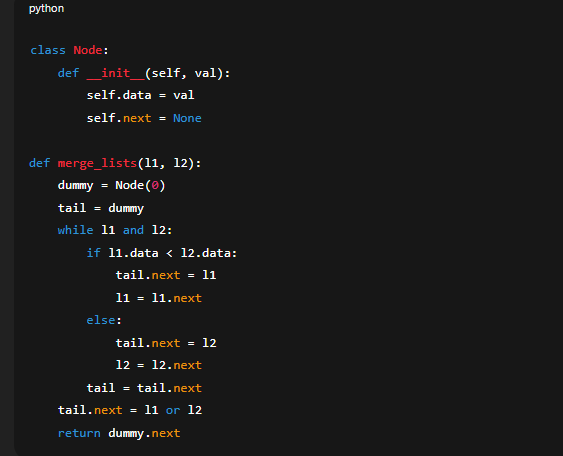 python
class Node:
    def __init__(self, val):
        self.data = val
        self.next = None
def merge_lists(l1, l2):
    dummy = Node(0)
    tail = dummy
    while l1 and l2:
        if l1.data < l2.data:
            tail.next = l1
            l1 = l1.next
        else:
            tail.next = l2
            l2 = l2.next
        tail = tail.next
    tail.next = l1 or l2
    return dummy.next